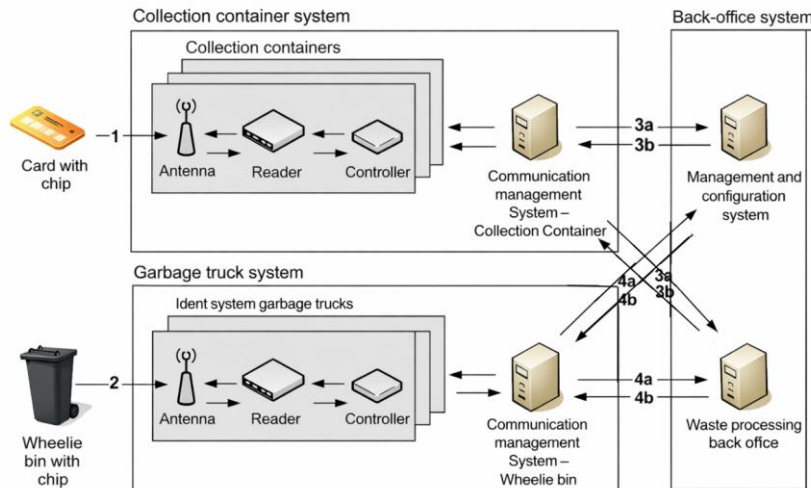 Collection container system
Back-office system
Collection containers
1
Card with
chip
Antenna
Reader
Controller
Communication
management
System –
Collection Container
3a
3b
Management and
configuration
system
4a
4b
3a
3b
Garbage truck system
Ident system garbage trucks
2
Wheelie
bin with
chip
Antenna
Reader
Controller
Communication
management
System –
Wheelie bin
4a
4b
Waste processing
back office